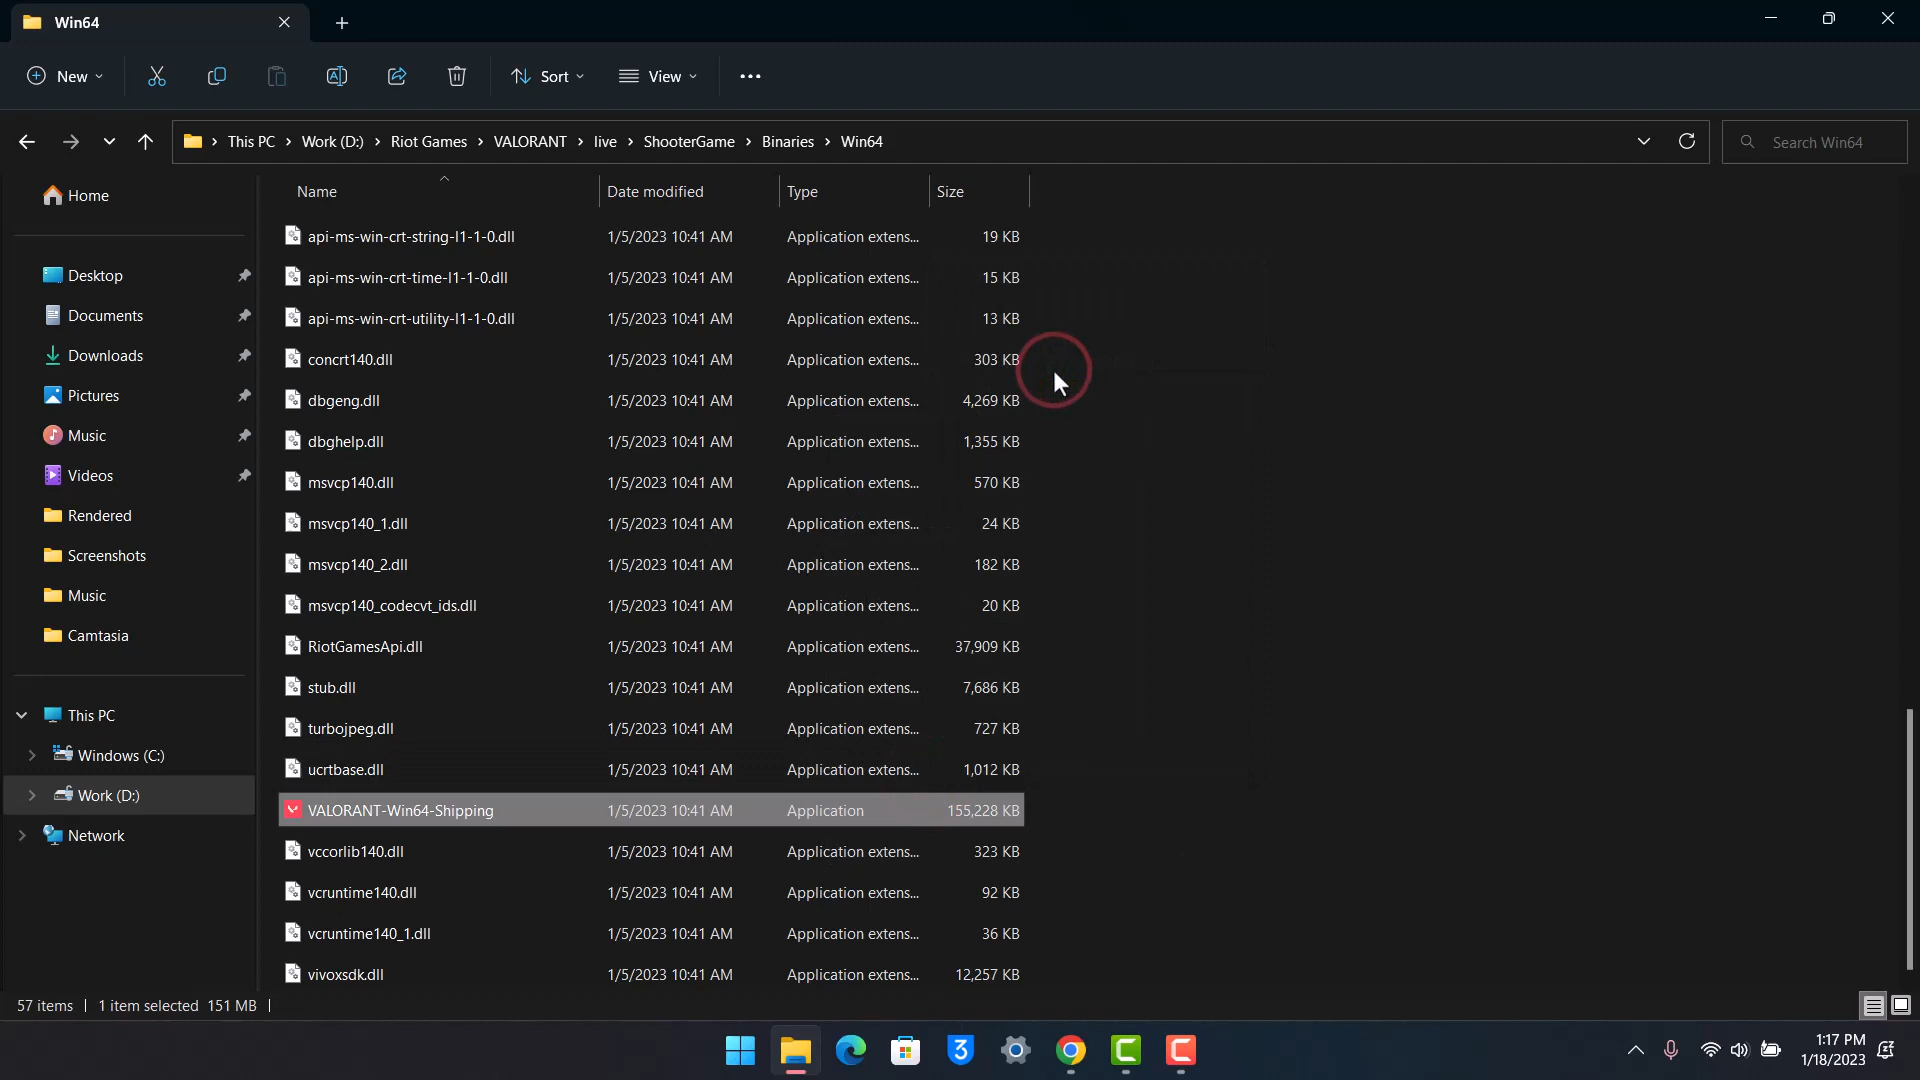 Win64
New
Sort
View
This PC > Work (D:) > Riot Games > VALORANT > live > ShooterGame > Binaries > Win64
Search Win64
Home
Desktop
Documents
Downloads
Pictures
Music
Videos
Rendered
Screenshots
Music
Camtasia
This PC
Windows (C:)
Work (D:)
Network
Name Date modified Type Size
api-ms-win-crt-string-l1-1-0.dll 1/5/2023 10:41 AM Application extens... 19 KB
api-ms-win-crt-time-l1-1-0.dll 1/5/2023 10:41 AM Application extens... 15 KB
api-ms-win-crt-utility-l1-1-0.dll 1/5/2023 10:41 AM Application extens... 13 KB
concrt140.dll 1/5/2023 10:41 AM Application extens... 303 KB
dbgeng.dll 1/5/2023 10:41 AM Application extens... 4,269 KB
dbghelp.dll 1/5/2023 10:41 AM Application extens... 1,355 KB
msvcp140.dll 1/5/2023 10:41 AM Application extens... 570 KB
msvcp140_1.dll 1/5/2023 10:41 AM Application extens... 24 KB
msvcp140_2.dll 1/5/2023 10:41 AM Application extens... 182 KB
msvcp140_codecvt_ids.dll 1/5/2023 10:41 AM Application extens... 20 KB
RiotGamesApi.dll 1/5/2023 10:41 AM Application extens... 37,909 KB
stub.dll 1/5/2023 10:41 AM Application extens... 7,686 KB
turbojpeg.dll 1/5/2023 10:41 AM Application extens... 727 KB
ucrtbase.dll 1/5/2023 10:41 AM Application extens... 1,012 KB
VALORANT-Win64-Shipping 1/5/2023 10:41 AM Application 155,228 KB
vccorlib140.dll 1/5/2023 10:41 AM Application extens... 323 KB
vcruntime140.dll 1/5/2023 10:41 AM Application extens... 92 KB
vcruntime140_1.dll 1/5/2023 10:41 AM Application extens... 36 KB
vivoxsdk.dll 1/5/2023 10:41 AM Application extens... 12,257 KB
57 items | 1 item selected 151 MB |
3
1:17 PM
1/18/2023